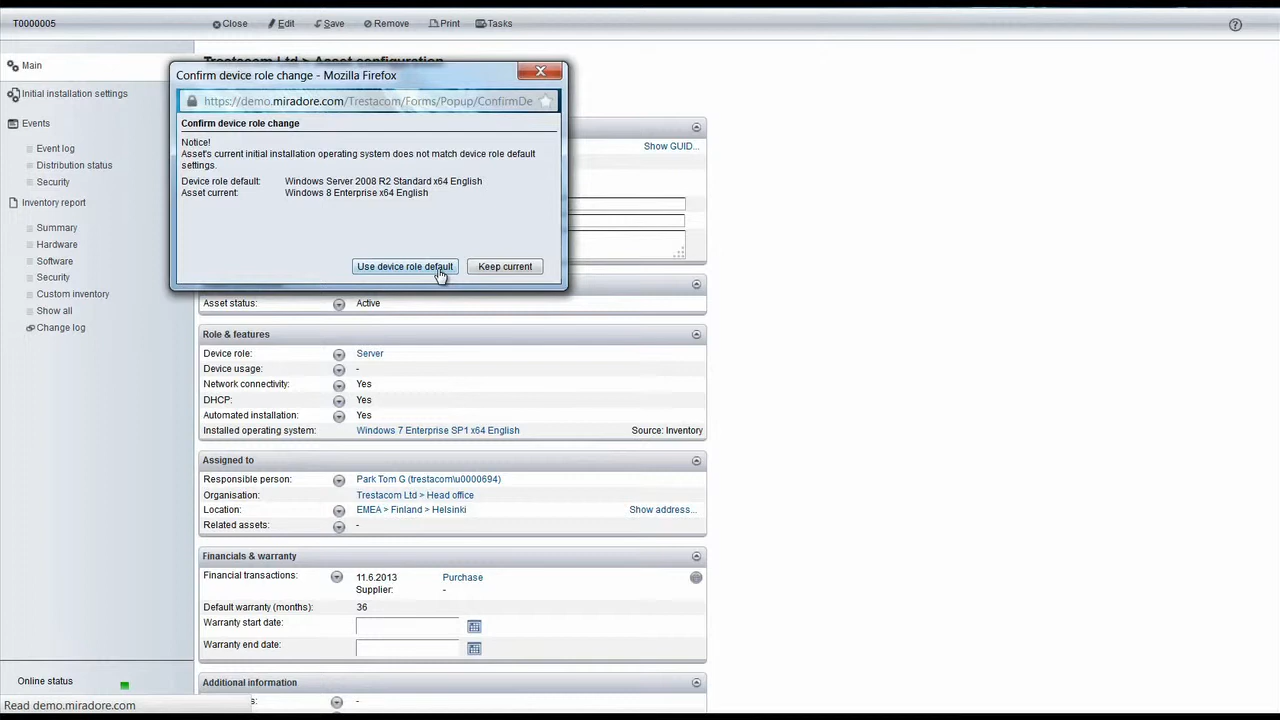 T0000005
Close
Edit
Save
Remove
Print
Tasks
Main
Initial installation settings
Events
Event log
Distribution status
Security
Inventory report
Summary
Hardware
Software
Security
Custom inventory
Show all
Change log
Online status
Read demo.miradore.com
Trestacom Ltd > Asset configuration
Confirm device role change - Mozilla Firefox
https://demo.miradore.com/Trestacom/Forms/Popup/ConfirmDe
Confirm device role change
Notice!
Asset's current initial installation operating system does not match device role default
settings.
Device role default: Windows Server 2008 R2 Standard x64 English
Asset current: Windows 8 Enterprise x64 English
Use device role default
Keep current
Show GUID...
Asset status: Active
Role & features
Device role: Server
Device usage: -
Network connectivity: Yes
DHCP: Yes
Automated installation: Yes
Installed operating system: Windows 7 Enterprise SP1 x64 English Source: Inventory
Assigned to
Responsible person: Park Tom G (trestacom\u0000694)
Organisation: Trestacom Ltd > Head office
Location: EMEA > Finland > Helsinki Show address...
Related assets: -
Financials & warranty
Financial transactions: 11.6.2013 Purchase
Supplier: -
Default warranty (months): 36
Warranty start date:
Warranty end date:
Additional information
s: -